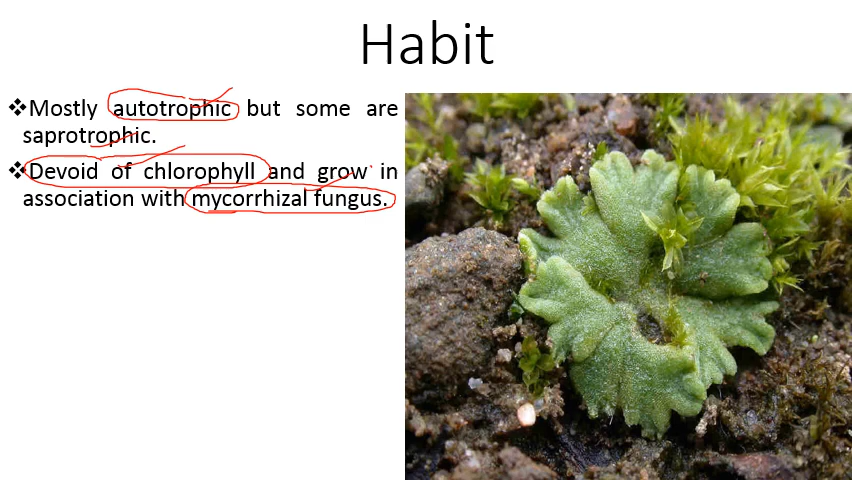 Habit
❖Mostly autotrophic but some are
saprotrophic.
❖Devoid of chlorophyll and grow in
association with mycorrhizal fungus.